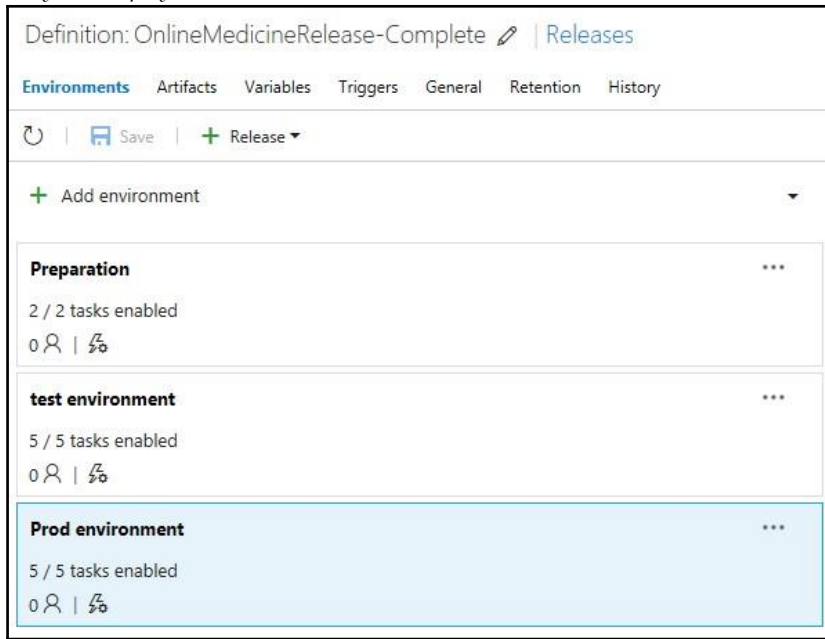 Definition: OnlineMedicineRelease-Complete | Releases
Environments Artifacts Variables Triggers General Retention History
Save | + Release
+ Add environment
Preparation
2 / 2 tasks enabled
0 |
test environment
5 / 5 tasks enabled
0 |
Prod environment
5 / 5 tasks enabled
0 |